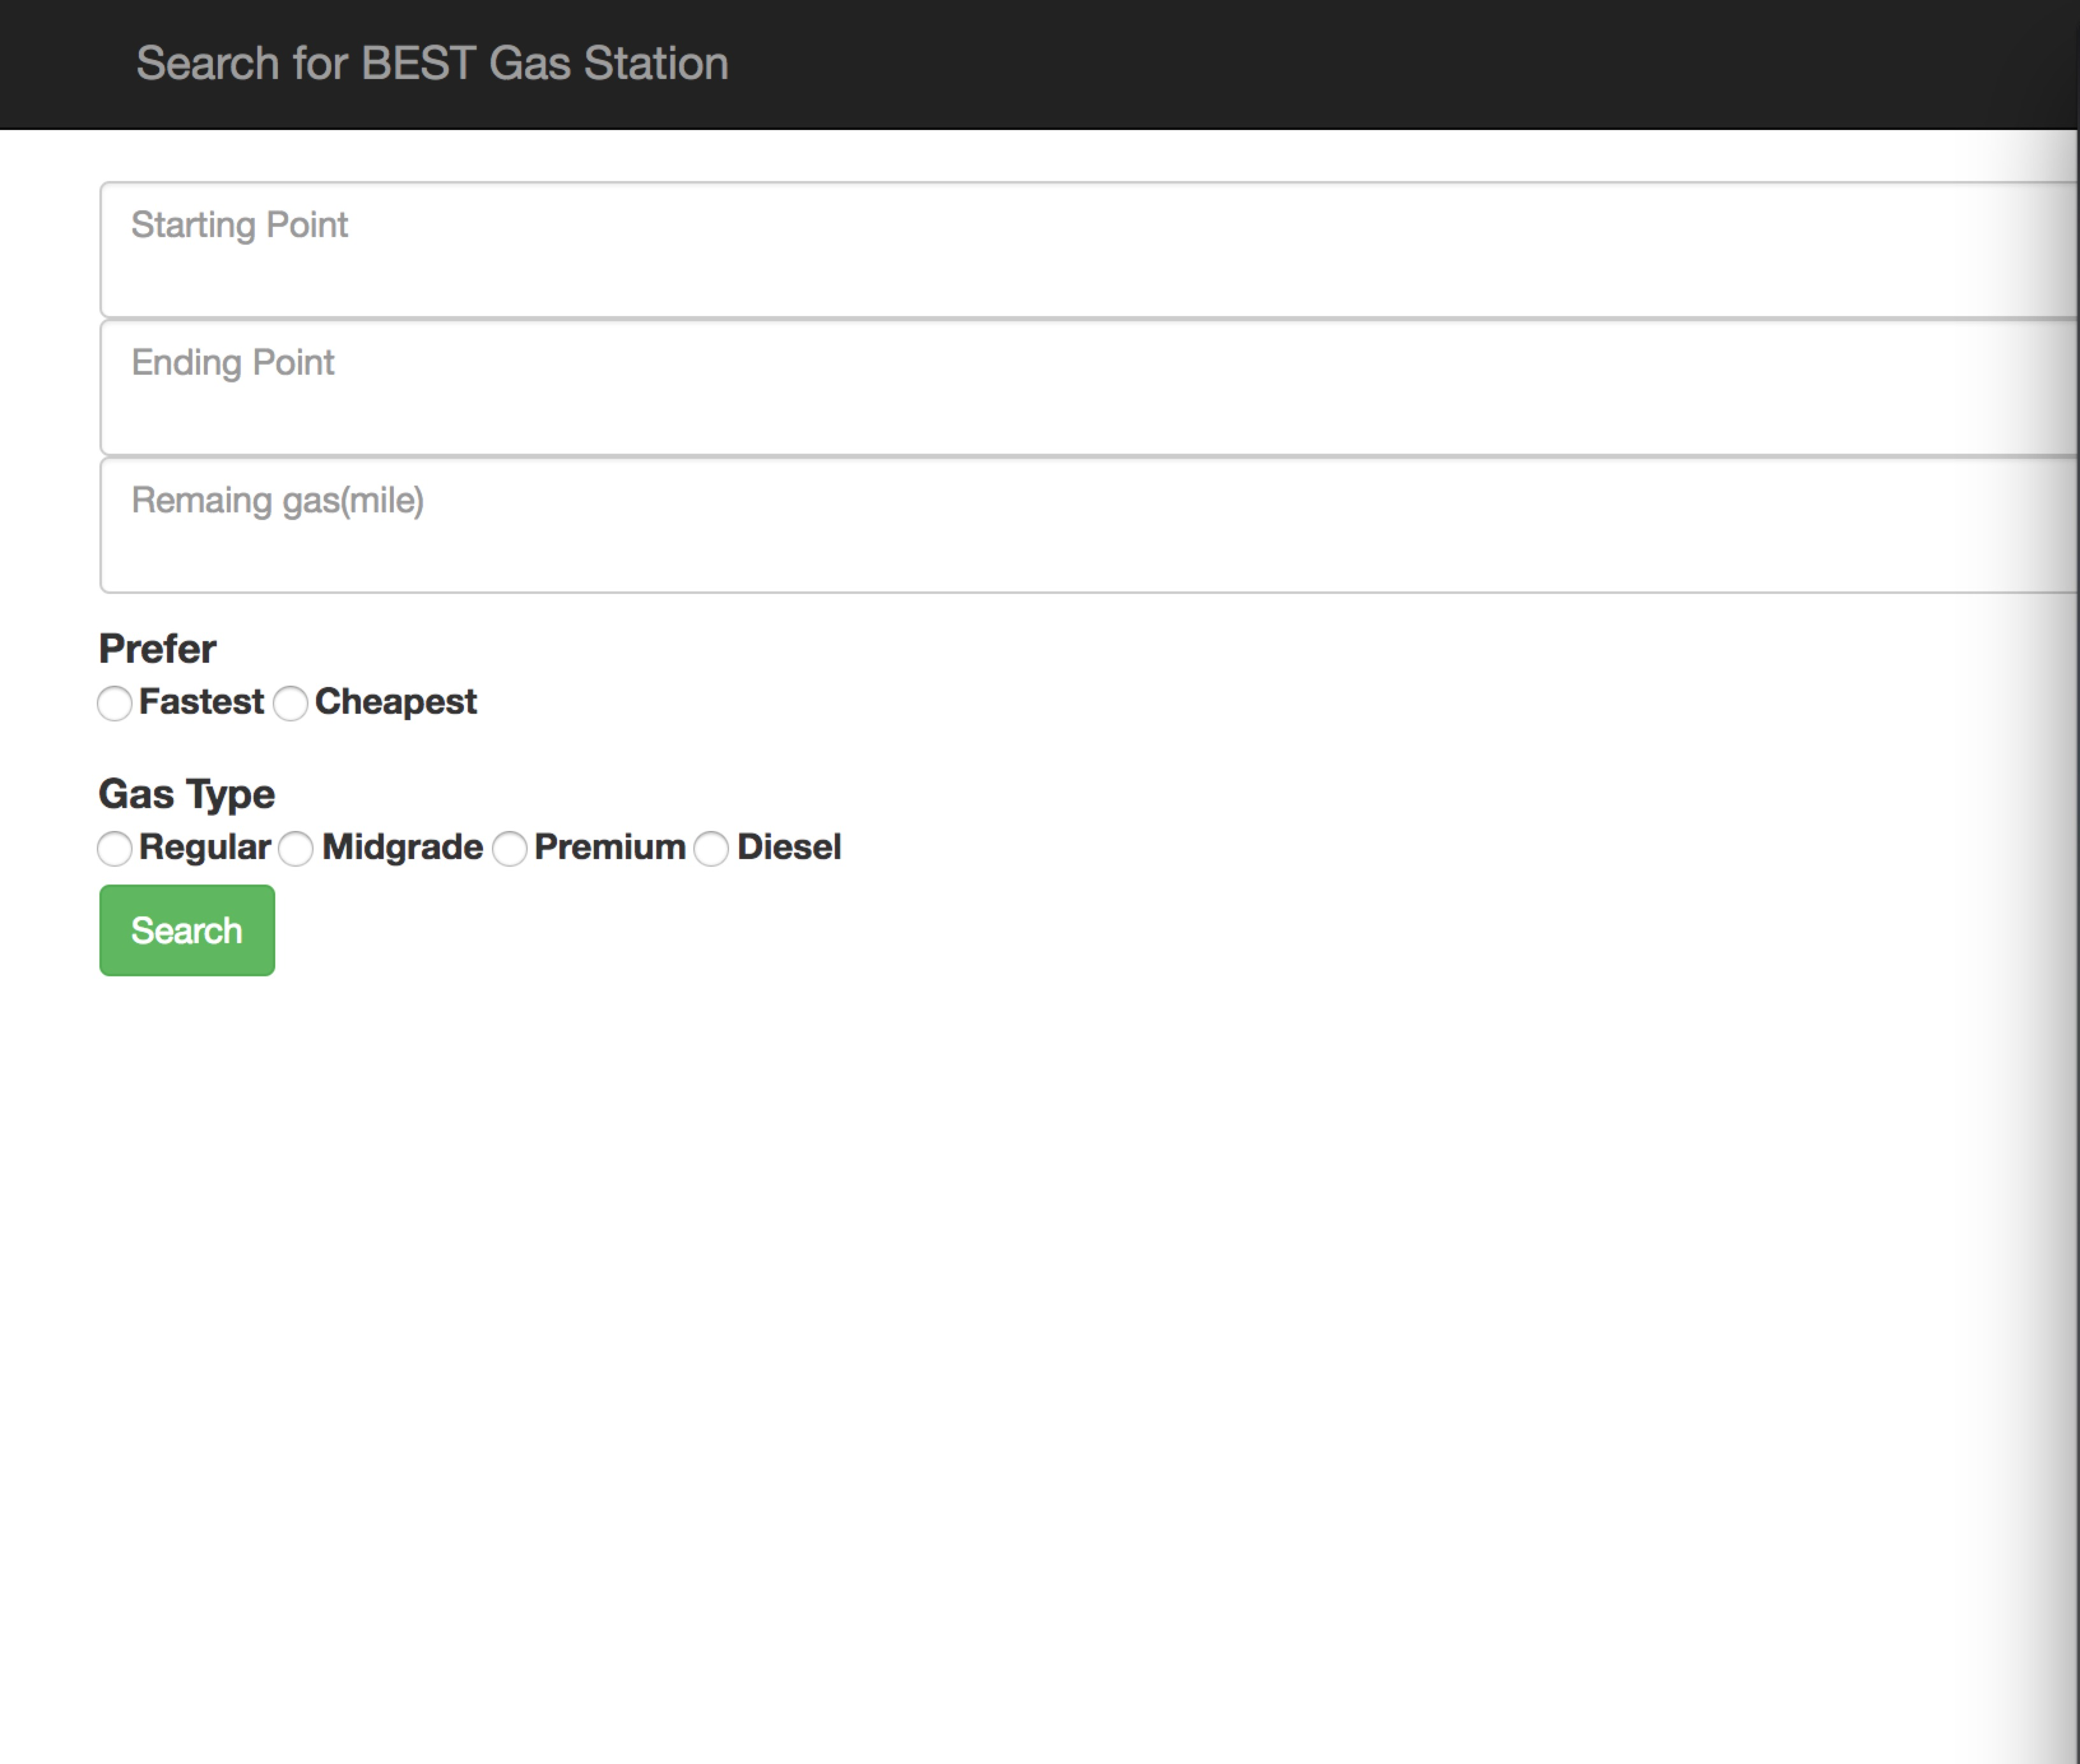 Search for BEST Gas Station
Starting Point
Ending Point
Remaing gas(mile)
Prefer
Fastest Cheapest
Gas Type
Regular Midgrade Premium Diesel
Search